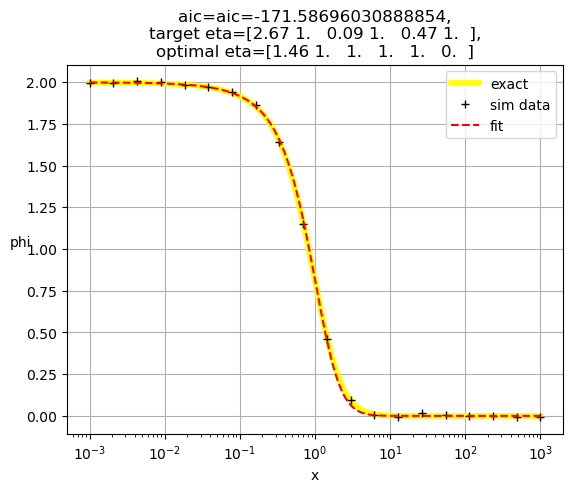 aic=aic=-171.58696030888854,
target eta=[2.67 1.   0.09 1.   0.47 1.  ],
optimal eta=[1.46 1.   1.   1.   1.   0.  ]
2.00
1.75
1.50
1.25
1.00
0.75
0.50
0.25
0.00
phi
exact
sim data
fit
10⁻³
10⁻²
10⁻¹
10⁰
10¹
10²
10³
x